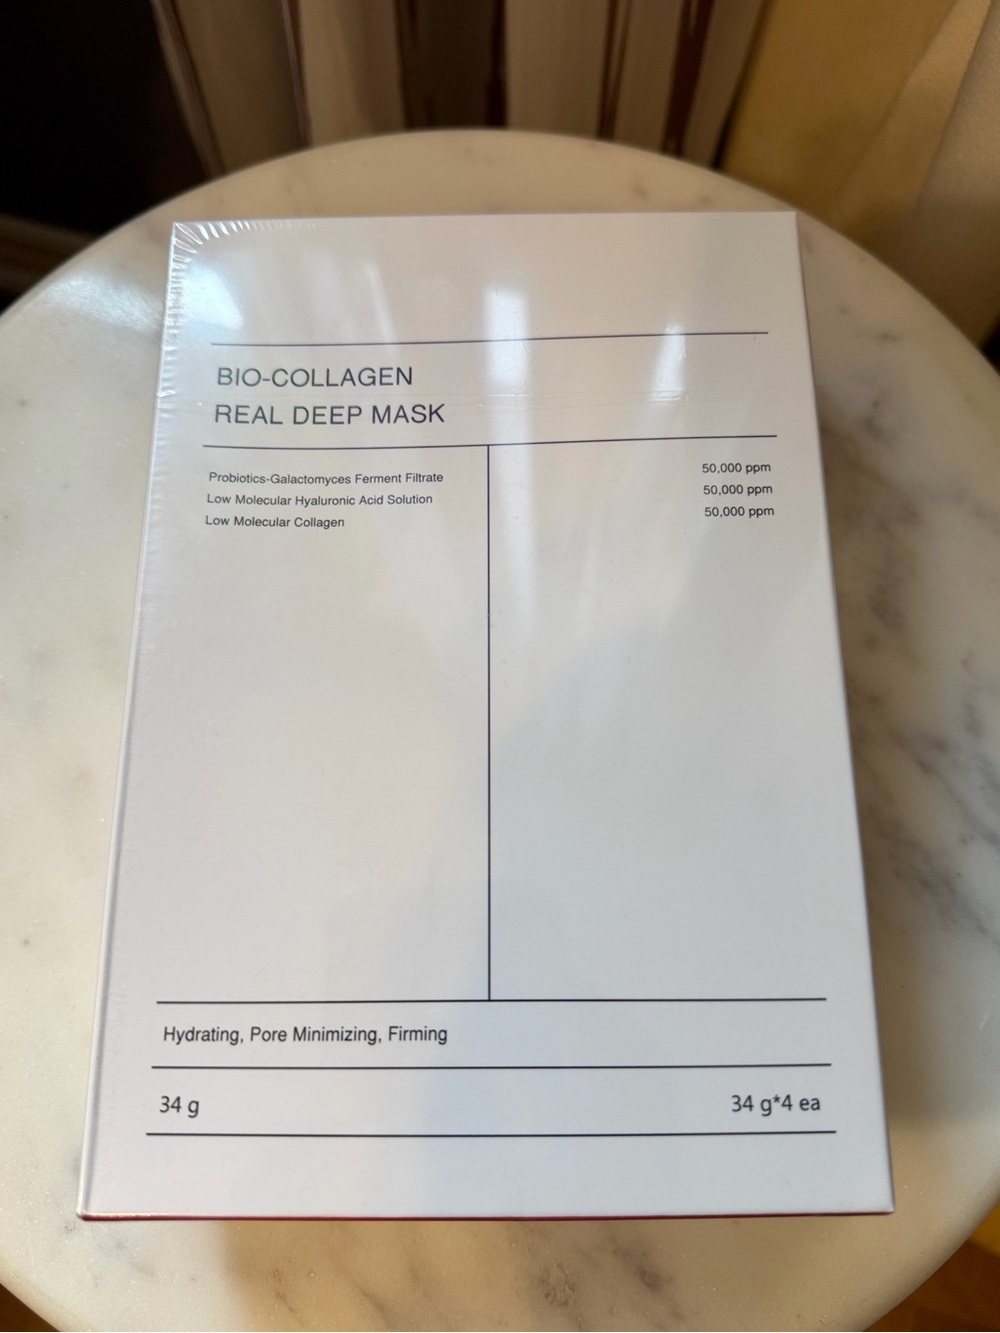 BIO-COLLAGEN
REAL DEEP MASK
Probiotics-Galactomyces Ferment Filtrate 50,000 ppm
Low Molecular Hyaluronic Acid Solution 50,000 ppm
Low Molecular Collagen 50,000 ppm
Hydrating, Pore Minimizing, Firming
34 g 34 g*4 ea